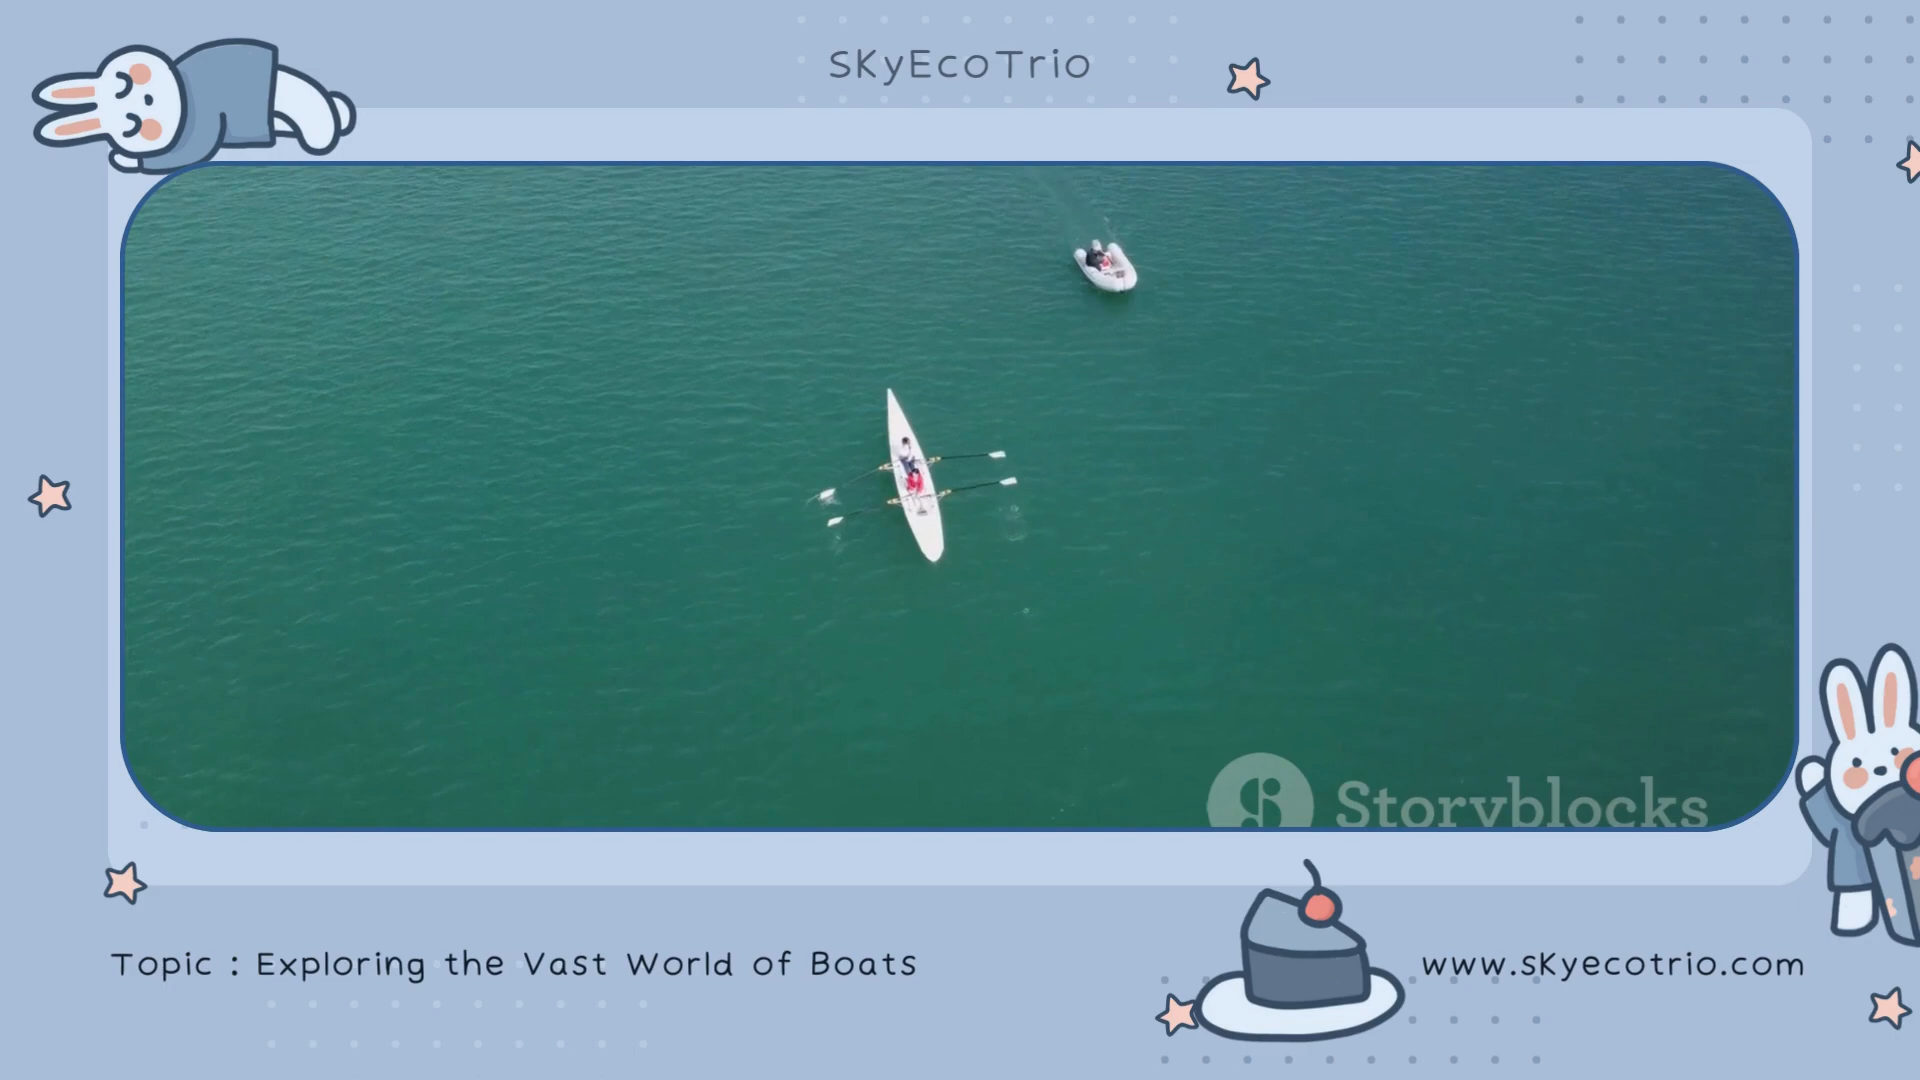 SKyEcoTrio
Storyblocks
Topic : Exploring the Vast World of Boats
www.skyecotrio.com